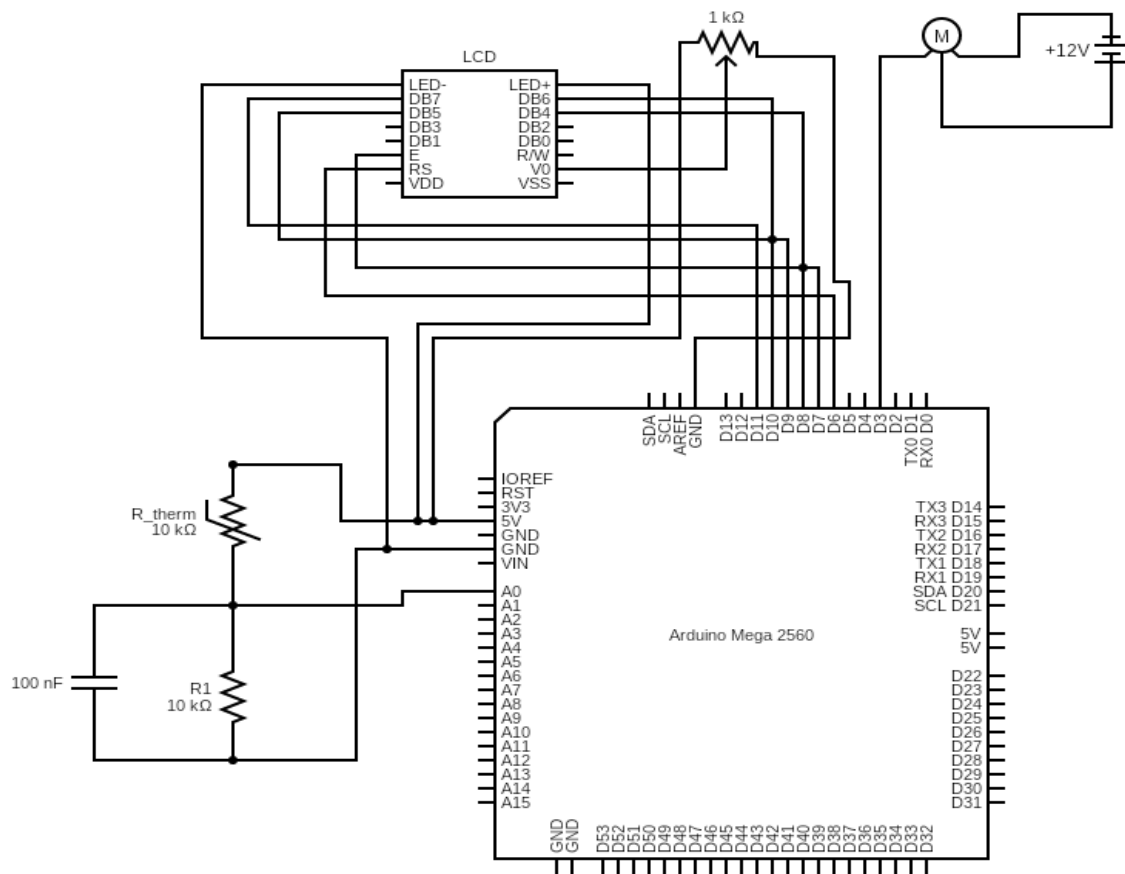 1 kΩ
M
+12V
LCD
LED-
DB7
DB5
DB3
DB1
E
RS
VDD
LED+
DB6
DB4
DB2
DB0
R/W
V0
VSS
SDA
SCL
AREF
GND
D13
D12
D11
D10
D9
D8
D7
D6
D5
D4
D3
D2
TX0 D1
RX0 D0
R_therm
10 kΩ
100 nF
R1
10 kΩ
IOREF
RST
3V3
5V
GND
GND
VIN
A0
A1
A2
A3
A4
A5
A6
A7
A8
A9
A10
A11
A12
A13
A14
A15
Arduino Mega 2560
TX3 D14
RX3 D15
TX2 D16
RX2 D17
TX1 D18
RX1 D19
SDA D20
SCL D21
5V
5V
D22
D23
D24
D25
D26
D27
D28
D29
D30
D31
GND
GND
D53
D52
D51
D50
D49
D48
D47
D46
D45
D44
D43
D42
D41
D40
D39
D38
D37
D36
D35
D34
D33
D32